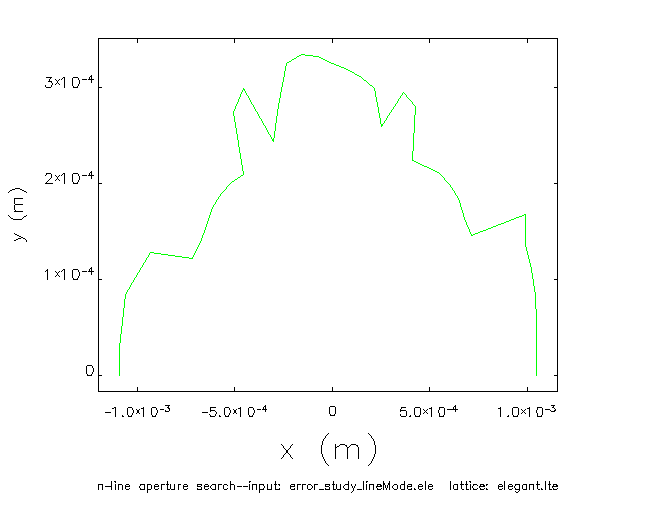 3×10⁻⁴
2×10⁻⁴
1×10⁻⁴
0
y (m)
-1.0×10⁻³ -5.0×10⁻⁴ 0 5.0×10⁻⁴ 1.0×10⁻³
x (m)
n-line aperture search--input: error_study_lineMode.ele lattice: elegant.lte